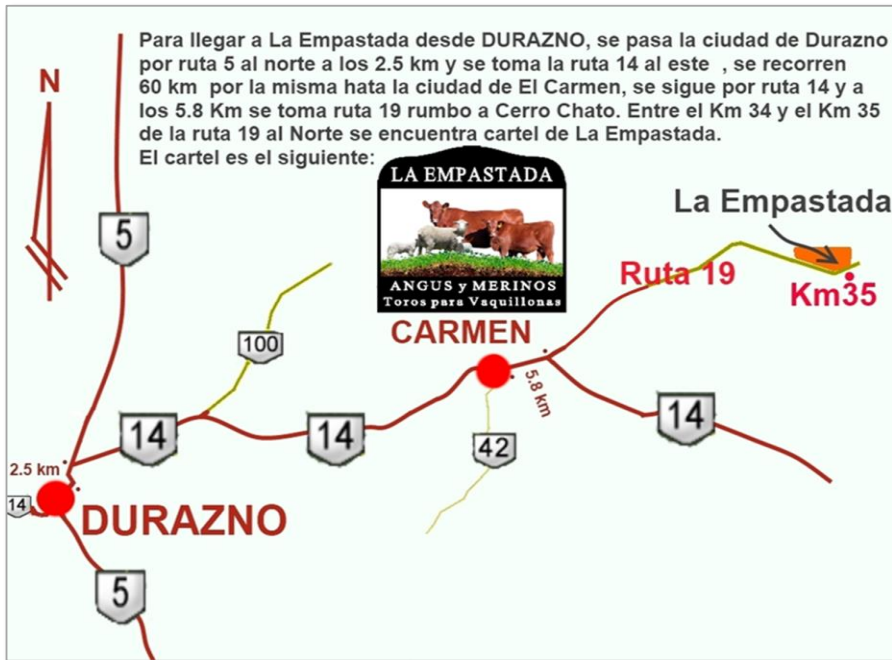 Para llegar a La Empastada desde DURAZNO, se pasa la ciudad de Durazno
por ruta 5 al norte a los 2.5 km y se toma la ruta 14 al este , se recorren
60 km por la misma hata la ciudad de El Carmen, se sigue por ruta 14 y a
los 5.8 Km se toma ruta 19 rumbo a Cerro Chato. Entre el Km 34 y el Km 35
de la ruta 19 al Norte se encuentra cartel de La Empastada.
El cartel es el siguiente:
N
LA EMPASTADA
ANGUS y MERINOS
Toros para Vaquillonas
La Empastada
5
Ruta 19
Km35
100
CARMEN
5.8 km
14
14
14
42
2.5 km
14
DURAZNO
5